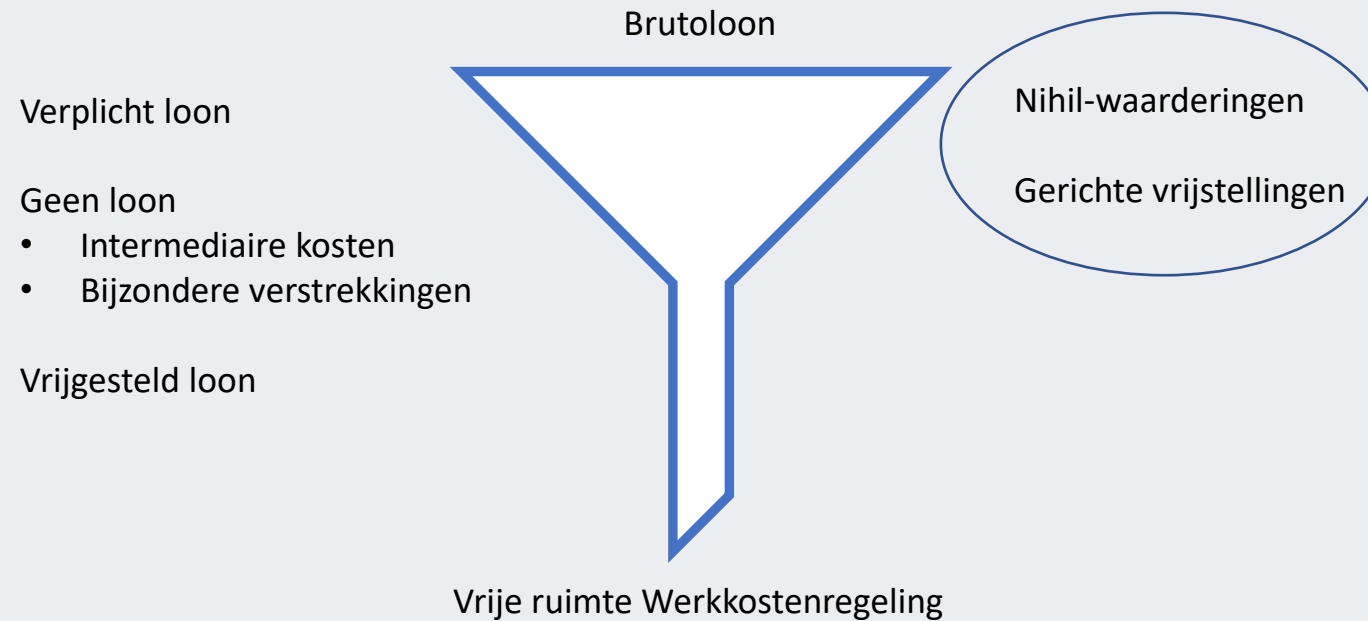 Brutoloon
Verplicht loon
Geen loon
• Intermediaire kosten
• Bijzondere verstrekkingen
Vrijgesteld loon
Nihil-waarderingen
Gerichte vrijstellingen
Vrije ruimte Werkkostenregeling